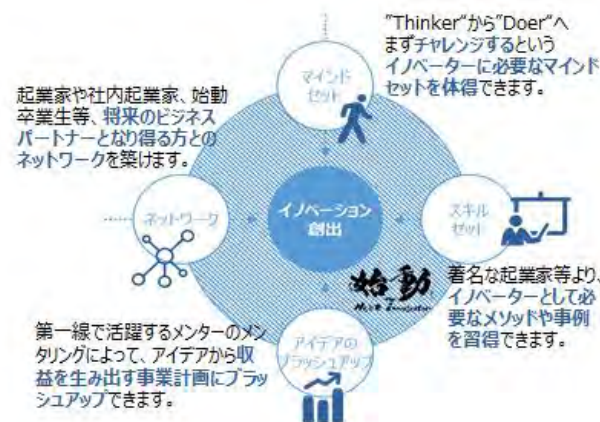 "Thinker"から"Doer"へ
まずチャレンジするという
イノベーターに必要なマインド
セットを体得できます。
マインド
セット
起業家や社内起業家、始動
卒業生等、将来のビジネス
パートナーとなり得る方との
ネットワークを築けます。
ネットワーク
イノベーション
創出
スキル
セット
始動
著名な起業家等より、
イノベーターとして必
要なメソッドや事例
を習得できます。
第一線で活躍するメンターのメン
タリングによって、アイデアから収
益を生み出す事業計画にブラッ
シュアップできます。
アイデアの
ブラッシュアップ